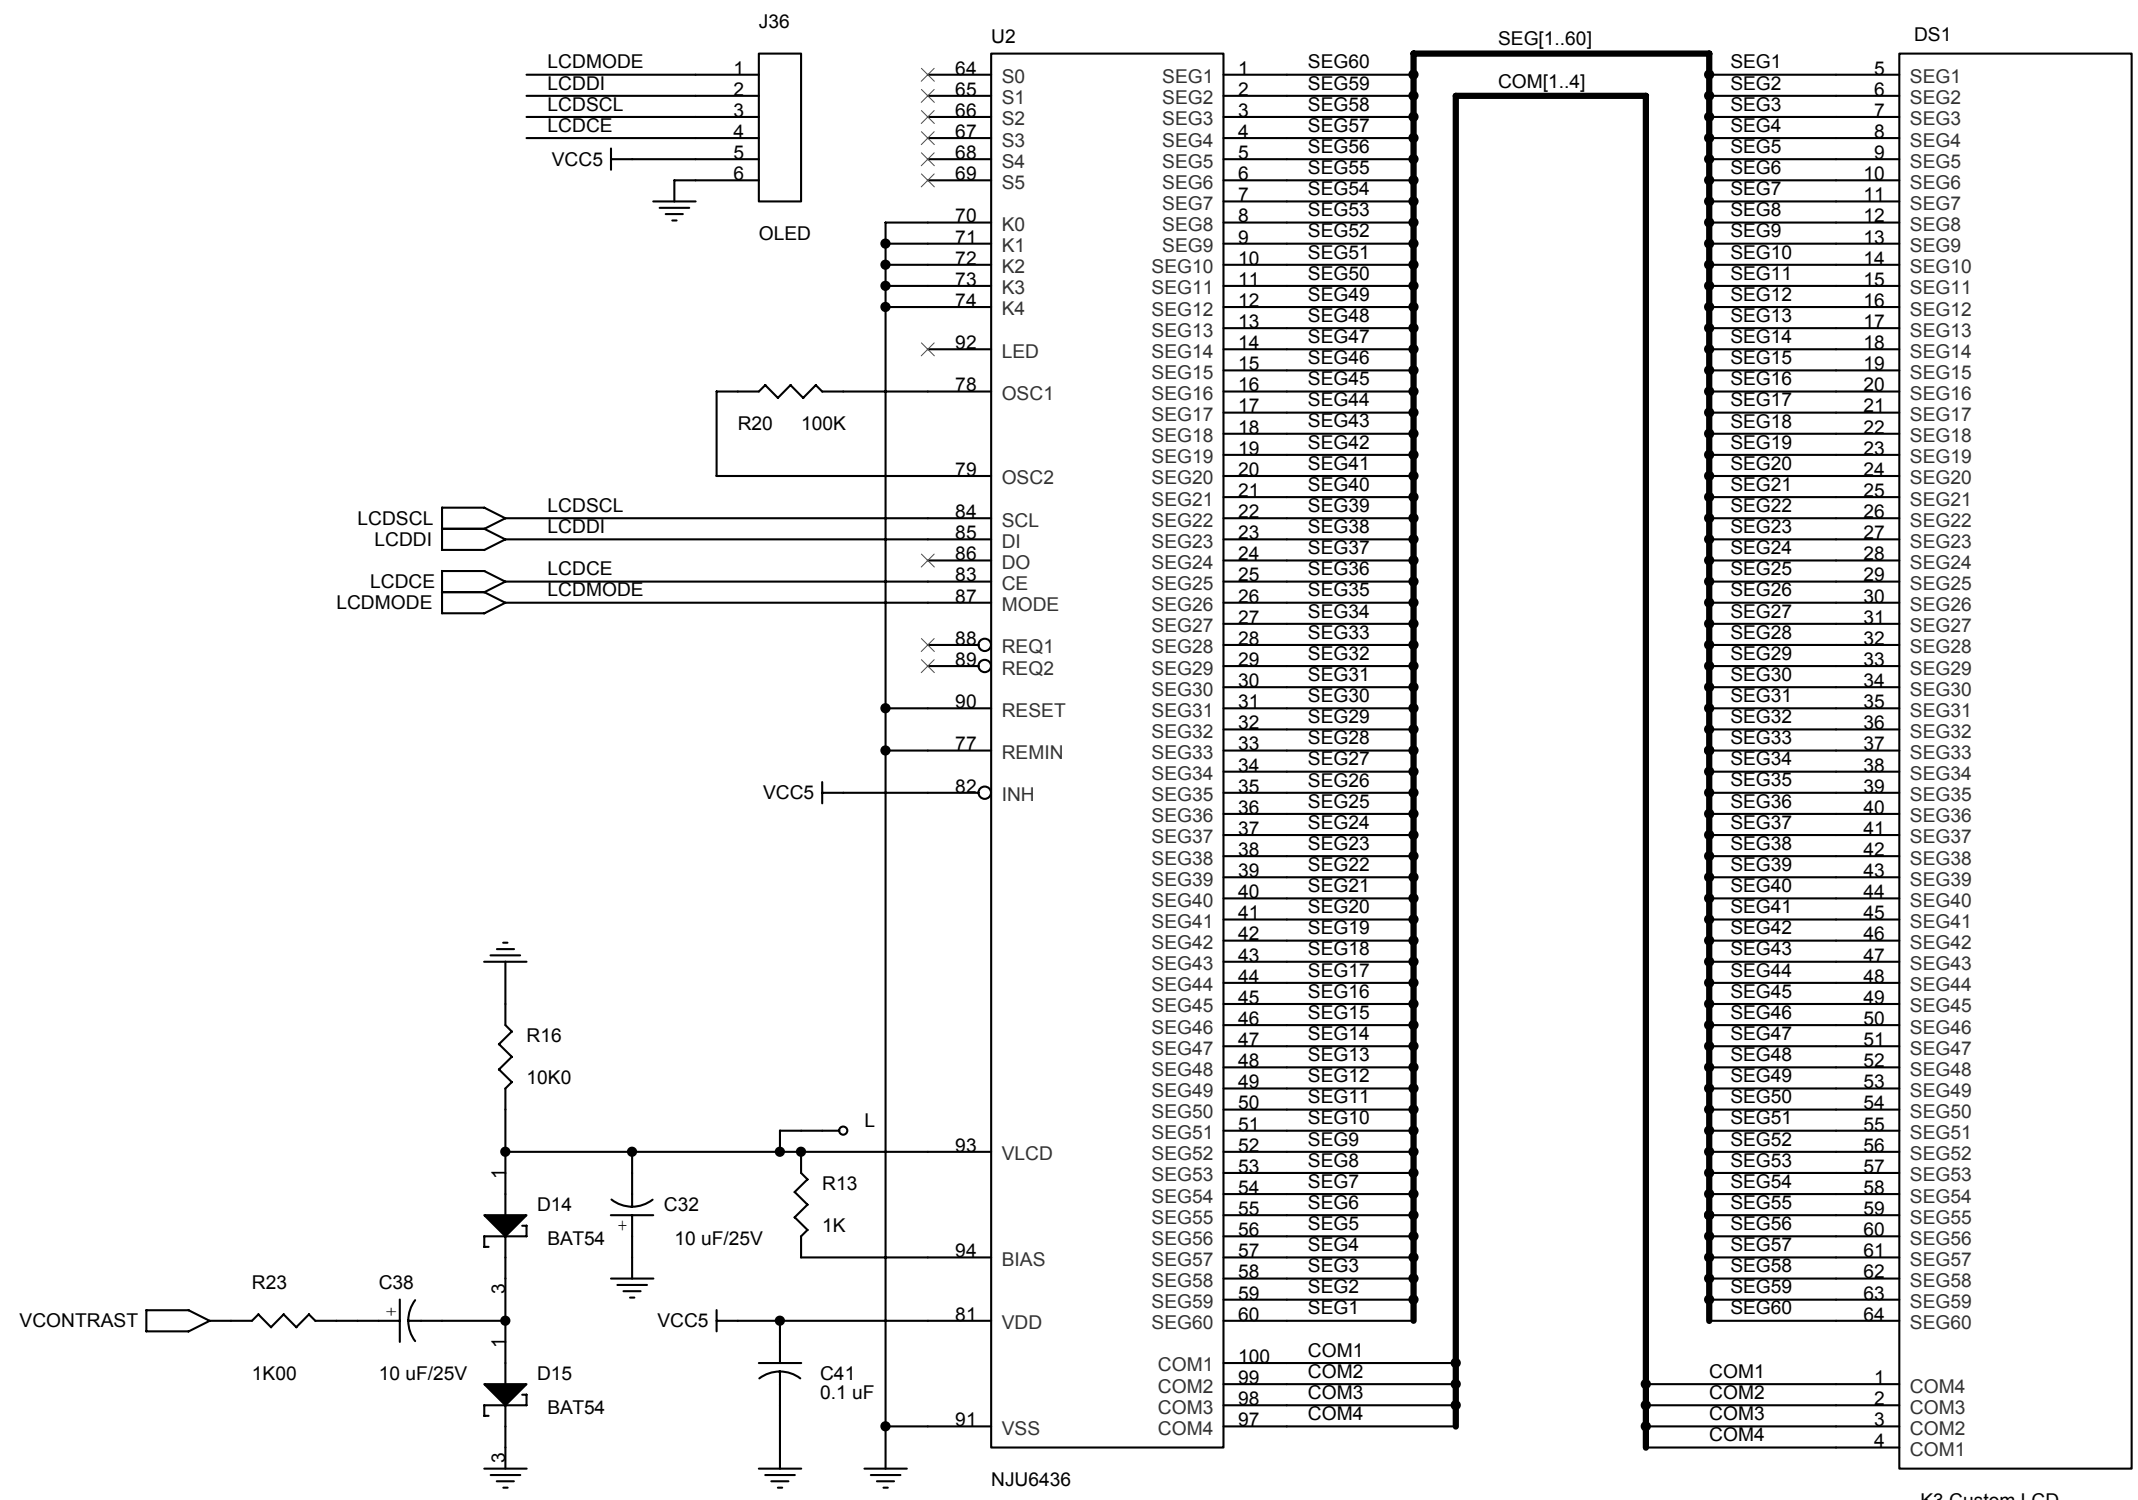 J36
LCDMODE 1
LCDDI 2
LCDSCL 3
LCDCE 4
VCC5 5
6
OLED
U2
64 S0
65 S1
66 S2
67 S3
68 S4
69 S5
70 K0
71 K1
72 K2
73 K3
74 K4
92 LED
78 OSC1
R20 100K
79 OSC2
LCDSCL LCDSCL 84 SCL
LCDDI LCDDI 85 DI
86 DO
LCDCE LCDCE 83 CE
LCDMODE LCDMODE 87 MODE
88 REQ1
89 REQ2
90 RESET
77 REMIN
VCC5 82 INH
R16
10K0
L
93 VLCD
1
R13
1K
D14
BAT54
C32
+
10 uF/25V
94 BIAS
3
R23
1K00
C38
+
10 uF/25V
VCONTRAST
VCC5 81 VDD
1
D15
BAT54
3
C41
0.1 uF
91 VSS
SEG1 1 SEG60
SEG2 2 SEG59
SEG3 3 SEG58
SEG4 4 SEG57
SEG5 5 SEG56
SEG6 6 SEG55
SEG7 7 SEG54
SEG8 8 SEG53
SEG9 9 SEG52
SEG10 10 SEG51
SEG11 11 SEG50
SEG12 12 SEG49
SEG13 13 SEG48
SEG14 14 SEG47
SEG15 15 SEG46
SEG16 16 SEG45
SEG17 17 SEG44
SEG18 18 SEG43
SEG19 19 SEG42
SEG20 20 SEG41
SEG21 21 SEG40
SEG22 22 SEG39
SEG23 23 SEG38
SEG24 24 SEG37
SEG25 25 SEG36
SEG26 26 SEG35
SEG27 27 SEG34
SEG28 28 SEG33
SEG29 29 SEG32
SEG30 30 SEG31
SEG31 31 SEG30
SEG32 32 SEG29
SEG33 33 SEG28
SEG34 34 SEG27
SEG35 35 SEG26
SEG36 36 SEG25
SEG37 37 SEG24
SEG38 38 SEG23
SEG39 39 SEG22
SEG40 40 SEG21
SEG41 41 SEG20
SEG42 42 SEG19
SEG43 43 SEG18
SEG44 44 SEG17
SEG45 45 SEG16
SEG46 46 SEG15
SEG47 47 SEG14
SEG48 48 SEG13
SEG49 49 SEG12
SEG50 50 SEG11
SEG51 51 SEG10
SEG52 52 SEG9
SEG53 53 SEG8
SEG54 54 SEG7
SEG55 55 SEG6
SEG56 56 SEG5
SEG57 57 SEG4
SEG58 58 SEG3
SEG59 59 SEG2
SEG60 60 SEG1
COM1 100 COM1
COM2 99 COM2
COM3 98 COM3
COM4 97 COM4
NJU6436
SEG[1..60]
COM[1..4]
DS1
SEG1 5 SEG1
SEG2 6 SEG2
SEG3 7 SEG3
SEG4 8 SEG4
SEG5 9 SEG5
SEG6 10 SEG6
SEG7 11 SEG7
SEG8 12 SEG8
SEG9 13 SEG9
SEG10 14 SEG10
SEG11 15 SEG11
SEG12 16 SEG12
SEG13 17 SEG13
SEG14 18 SEG14
SEG15 19 SEG15
SEG16 20 SEG16
SEG17 21 SEG17
SEG18 22 SEG18
SEG19 23 SEG19
SEG20 24 SEG20
SEG21 25 SEG21
SEG22 26 SEG22
SEG23 27 SEG23
SEG24 28 SEG24
SEG25 29 SEG25
SEG26 30 SEG26
SEG27 31 SEG27
SEG28 32 SEG28
SEG29 33 SEG29
SEG30 34 SEG30
SEG31 35 SEG31
SEG32 36 SEG32
SEG33 37 SEG33
SEG34 38 SEG34
SEG35 39 SEG35
SEG36 40 SEG36
SEG37 41 SEG37
SEG38 42 SEG38
SEG39 43 SEG39
SEG40 44 SEG40
SEG41 45 SEG41
SEG42 46 SEG42
SEG43 47 SEG43
SEG44 48 SEG44
SEG45 49 SEG45
SEG46 50 SEG46
SEG47 51 SEG47
SEG48 52 SEG48
SEG49 53 SEG49
SEG50 54 SEG50
SEG51 55 SEG51
SEG52 56 SEG52
SEG53 57 SEG53
SEG54 58 SEG54
SEG55 59 SEG55
SEG56 60 SEG56
SEG57 61 SEG57
SEG58 62 SEG58
SEG59 63 SEG59
SEG60 64 SEG60
COM1 1 COM4
COM2 2 COM3
COM3 3 COM2
COM4 4 COM1
K3 Custom LCD